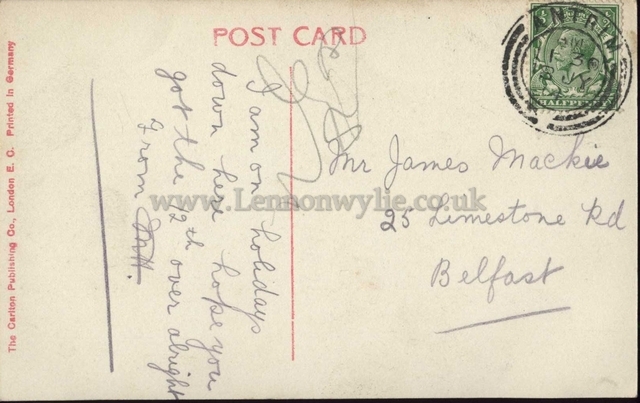 POST CARD
I am on holidays
down here hope you
got the 12th over alright
From
Mr James Mackie
25 Limestone Rd
Belfast
HALFPENNY
ANTRIM
www.Lennonwylie.co.uk
The Carlton Publishing Co., London E. C. Printed in Germany